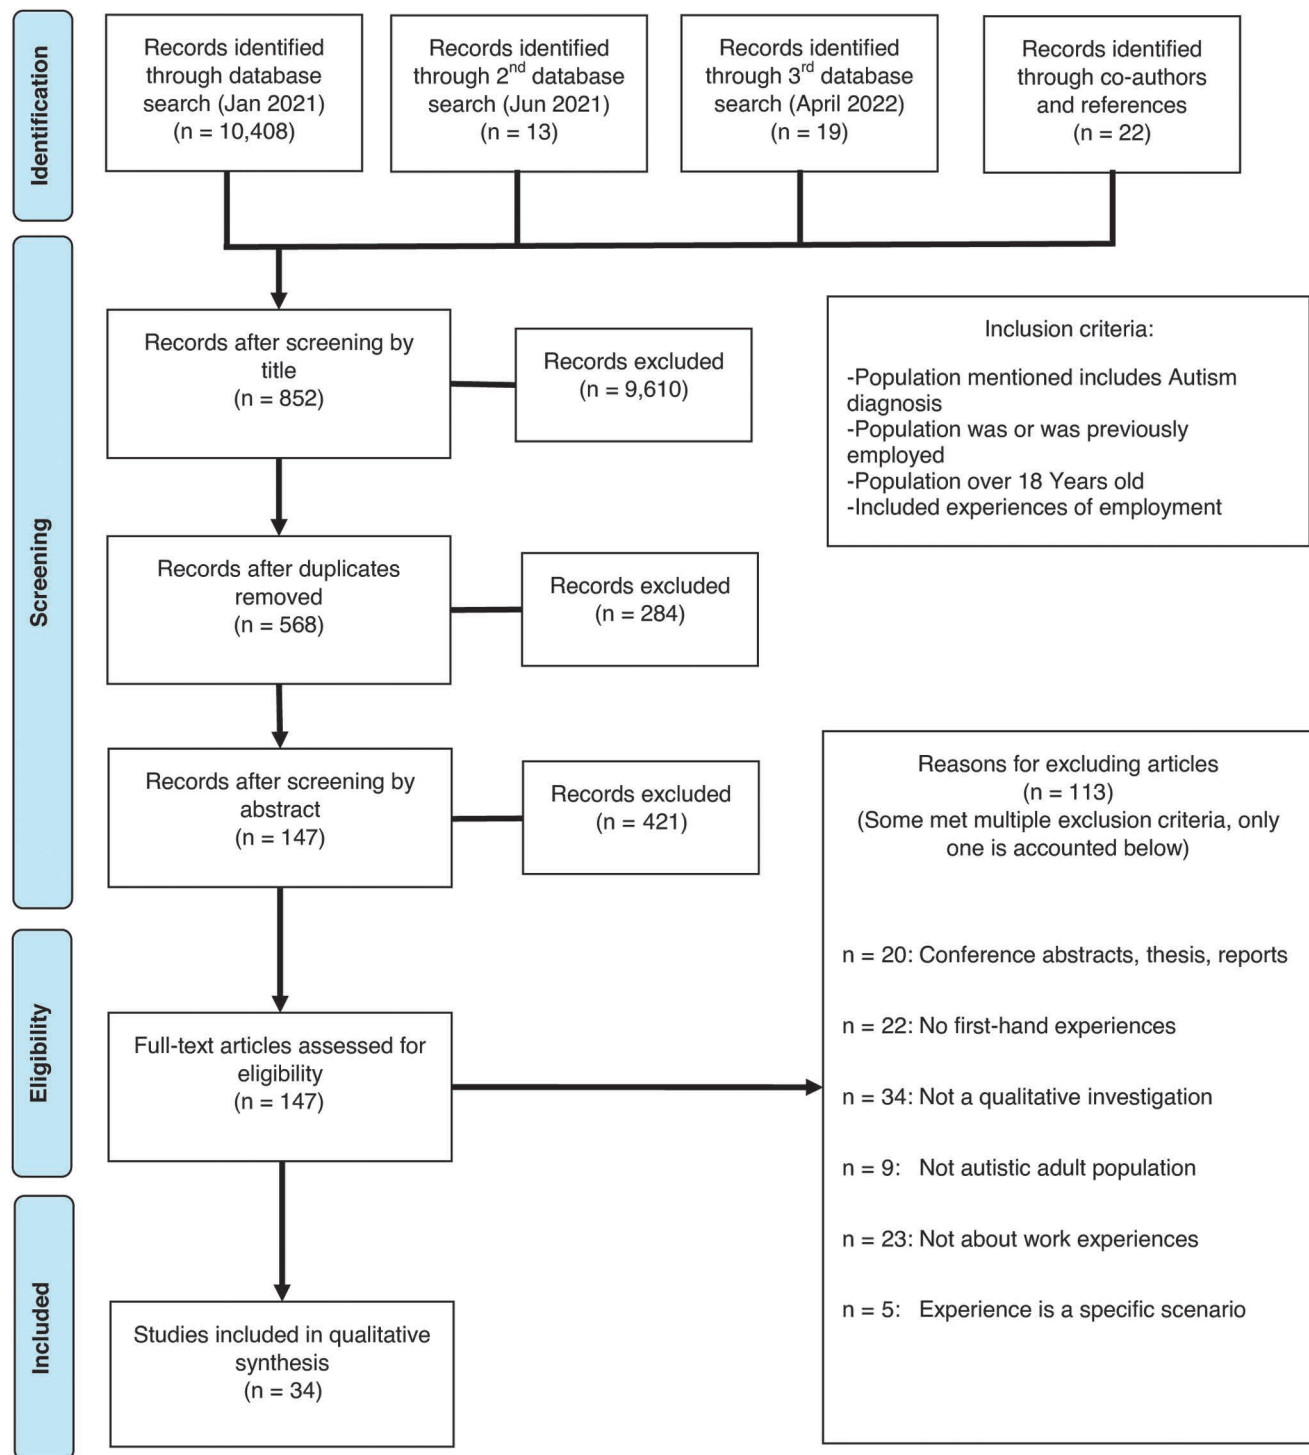 Identification
Records identified
through database
search (Jan 2021)
(n = 10,408)
Records identified
through 2nd database
search (Jun 2021)
(n = 13)
Records identified
through 3rd database
search (April 2022)
(n = 19)
Records identified
through co-authors
and references
(n = 22)
Screening
Records after screening by
title
(n = 852)
Records excluded
(n = 9,610)
Inclusion criteria:
-Population mentioned includes Autism
diagnosis
-Population was or was previously
employed
-Population over 18 Years old
-Included experiences of employment
Records after duplicates
removed
(n = 568)
Records excluded
(n = 284)
Records after screening by
abstract
(n = 147)
Records excluded
(n = 421)
Reasons for excluding articles
(n = 113)
(Some met multiple exclusion criteria, only
one is accounted below)
n = 20: Conference abstracts, thesis, reports
n = 22: No first-hand experiences
n = 34: Not a qualitative investigation
n = 9: Not autistic adult population
n = 23: Not about work experiences
n = 5: Experience is a specific scenario
Eligibility
Full-text articles assessed for
eligibility
(n = 147)
Included
Studies included in qualitative
synthesis
(n = 34)